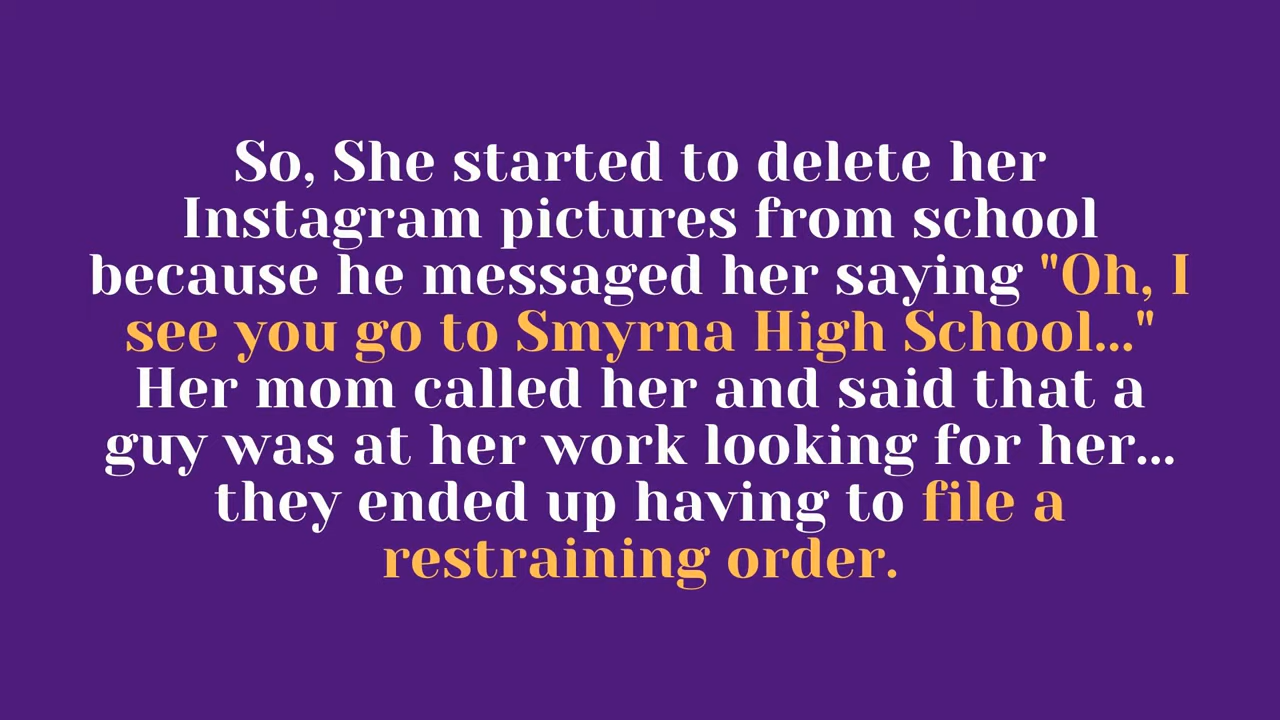 So, She started to delete her
Instagram pictures from school
because he messaged her saying "Oh, I
see you go to Smyrna High School..."
Her mom called her and said that a
guy was at her work looking for her...
they ended up having to file a
restraining order.